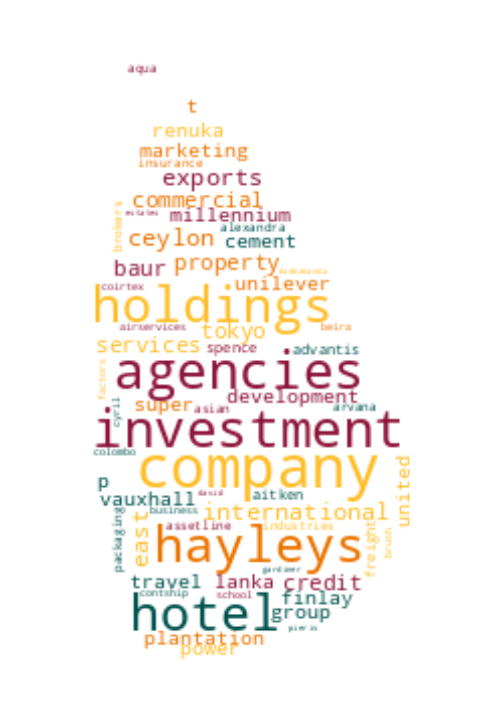 aqua
t
renuka
marketing
insurance
exports
commercial
estates millennium
brokers
alexandra
ceylon cement
baur property
dambakanda
coirtex unilever
holdings
airservices tokyo beira
services spence advantis
agencies
factors
development
cyril super asian arvana
investment
colombo
company
p
vauxhall david aitken
united
business international
packaging
east
assetline industries
hayleys
freight
brush
gardiner
travel lanka credit
contship school finlay
hotel group
pieris
plantation
power